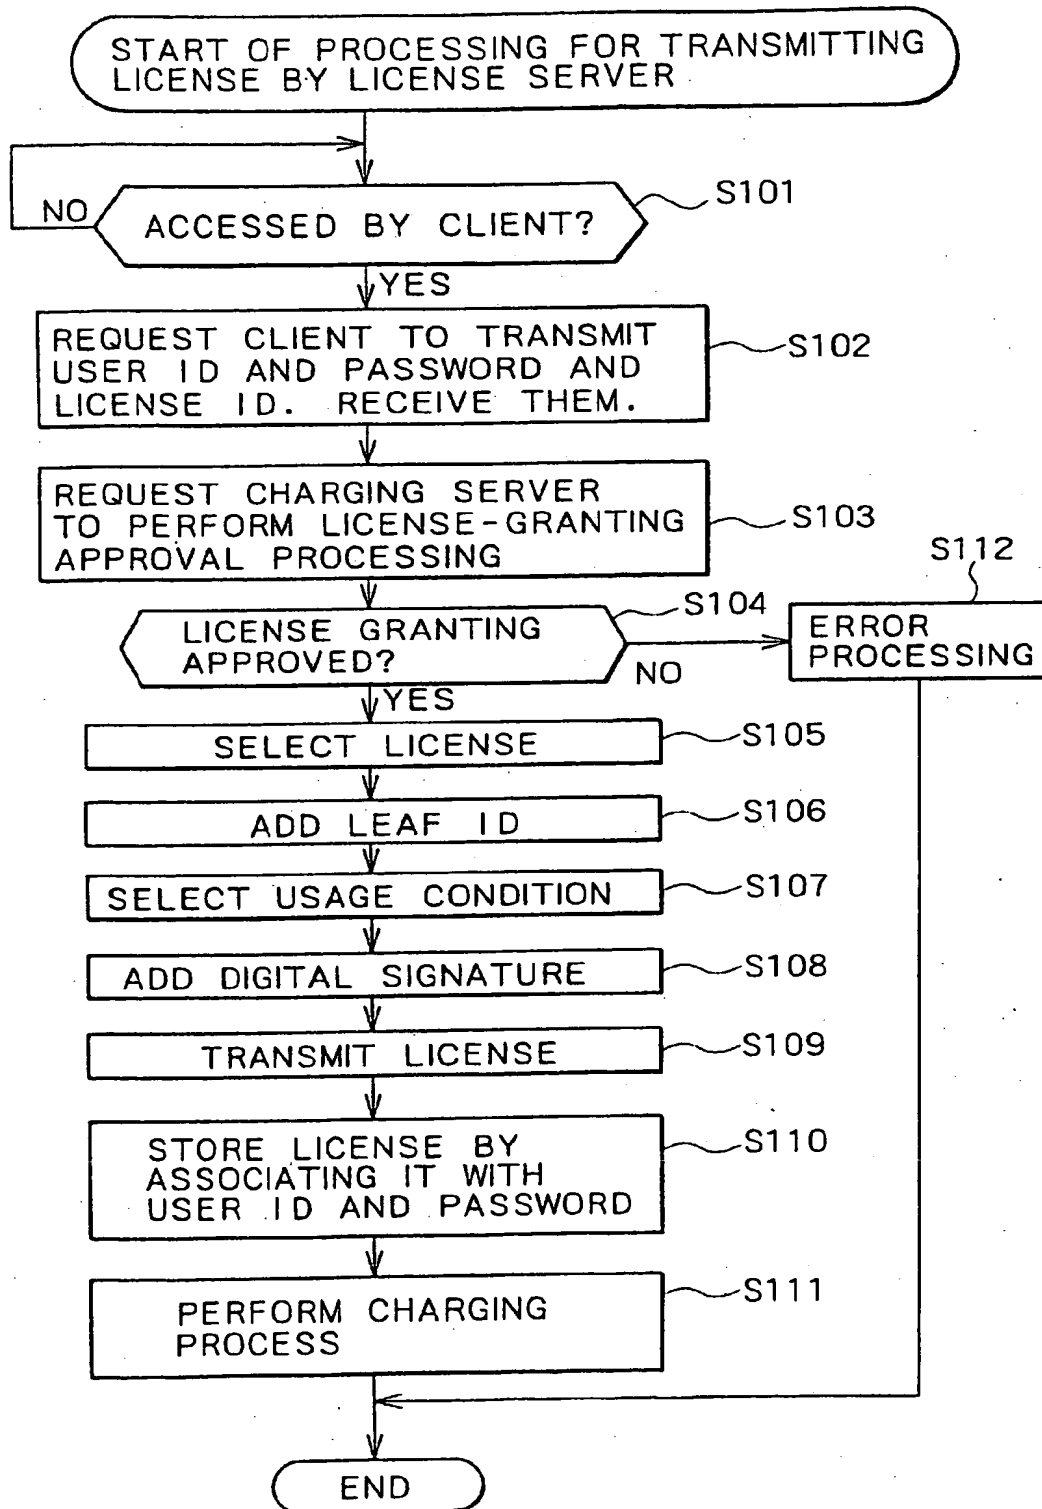 START OF PROCESSING FOR TRANSMITTING
LICENSE BY LICENSE SERVER
S101
NO
ACCESSED BY CLIENT?
YES
REQUEST CLIENT TO TRANSMIT
USER ID AND PASSWORD AND
LICENSE ID. RECEIVE THEM.
S102
REQUEST CHARGING SERVER
TO PERFORM LICENSE-GRANTING
APPROVAL PROCESSING
S103
S112
S104
LICENSE GRANTING
APPROVED?
NO
ERROR
PROCESSING
YES
SELECT LICENSE
S105
ADD LEAF ID
S106
SELECT USAGE CONDITION
S107
ADD DIGITAL SIGNATURE
S108
TRANSMIT LICENSE
S109
STORE LICENSE BY
ASSOCIATING IT WITH
USER ID AND PASSWORD
S110
PERFORM CHARGING
PROCESS
S111
END